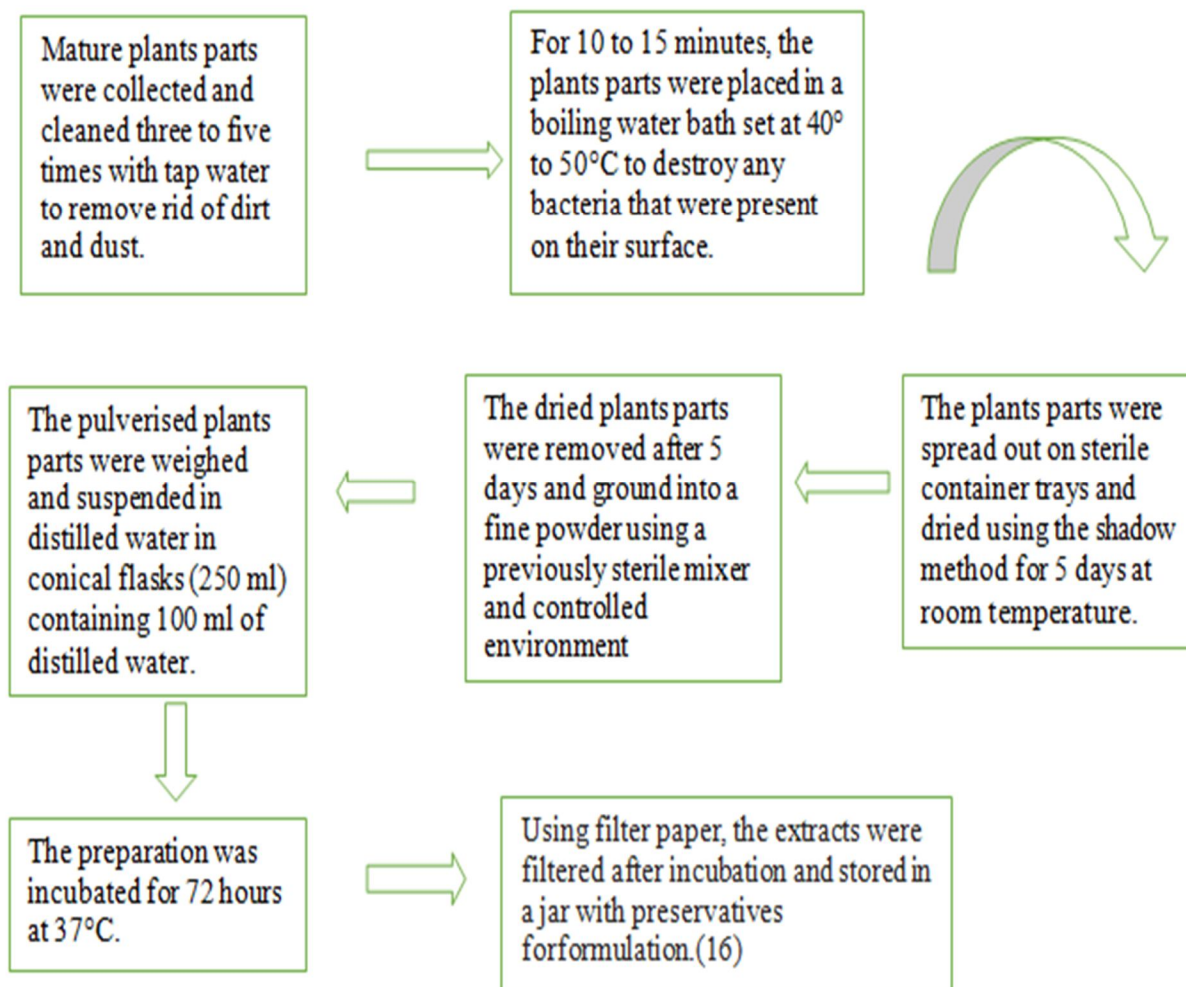 Mature plants parts
were collected and
cleaned three to five
times with tap water
to remove rid of dirt
and dust.
For 10 to 15 minutes, the
plants parts were placed in a
boiling water bath set at 40°
to 50°C to destroy any
bacteria that were present
on their surface.
The plants parts were
spread out on sterile
container trays and
dried using the shadow
method for 5 days at
room temperature.
The dried plants parts
were removed after 5
days and ground into a
fine powder using a
previously sterile mixer
and controlled
environment
The pulverised plants
parts were weighed
and suspended in
distilled water in
conical flasks (250 ml)
containing 100 ml of
distilled water.
The preparation was
incubated for 72 hours
at 37°C.
Using filter paper, the extracts were
filtered after incubation and stored in
a jar with preservatives
forformulation.(16)